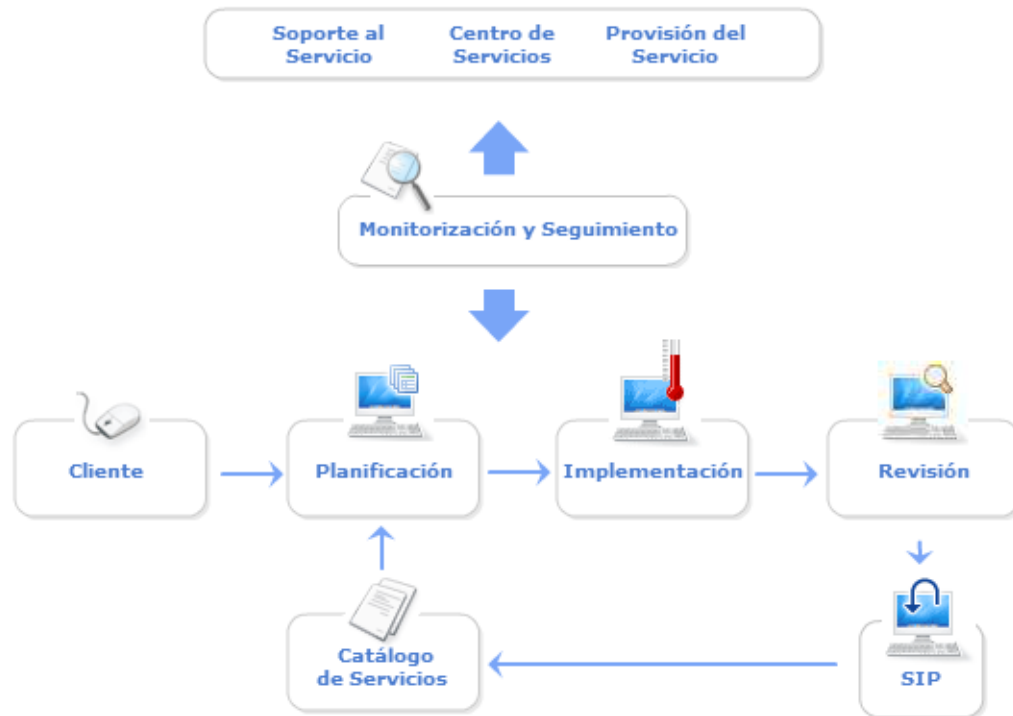 Soporte al
Servicio
Centro de
Servicios
Provisión del
Servicio
Monitorización y Seguimiento
Cliente
Planificación
Implementación
Revisión
Catálogo
de Servicios
SIP